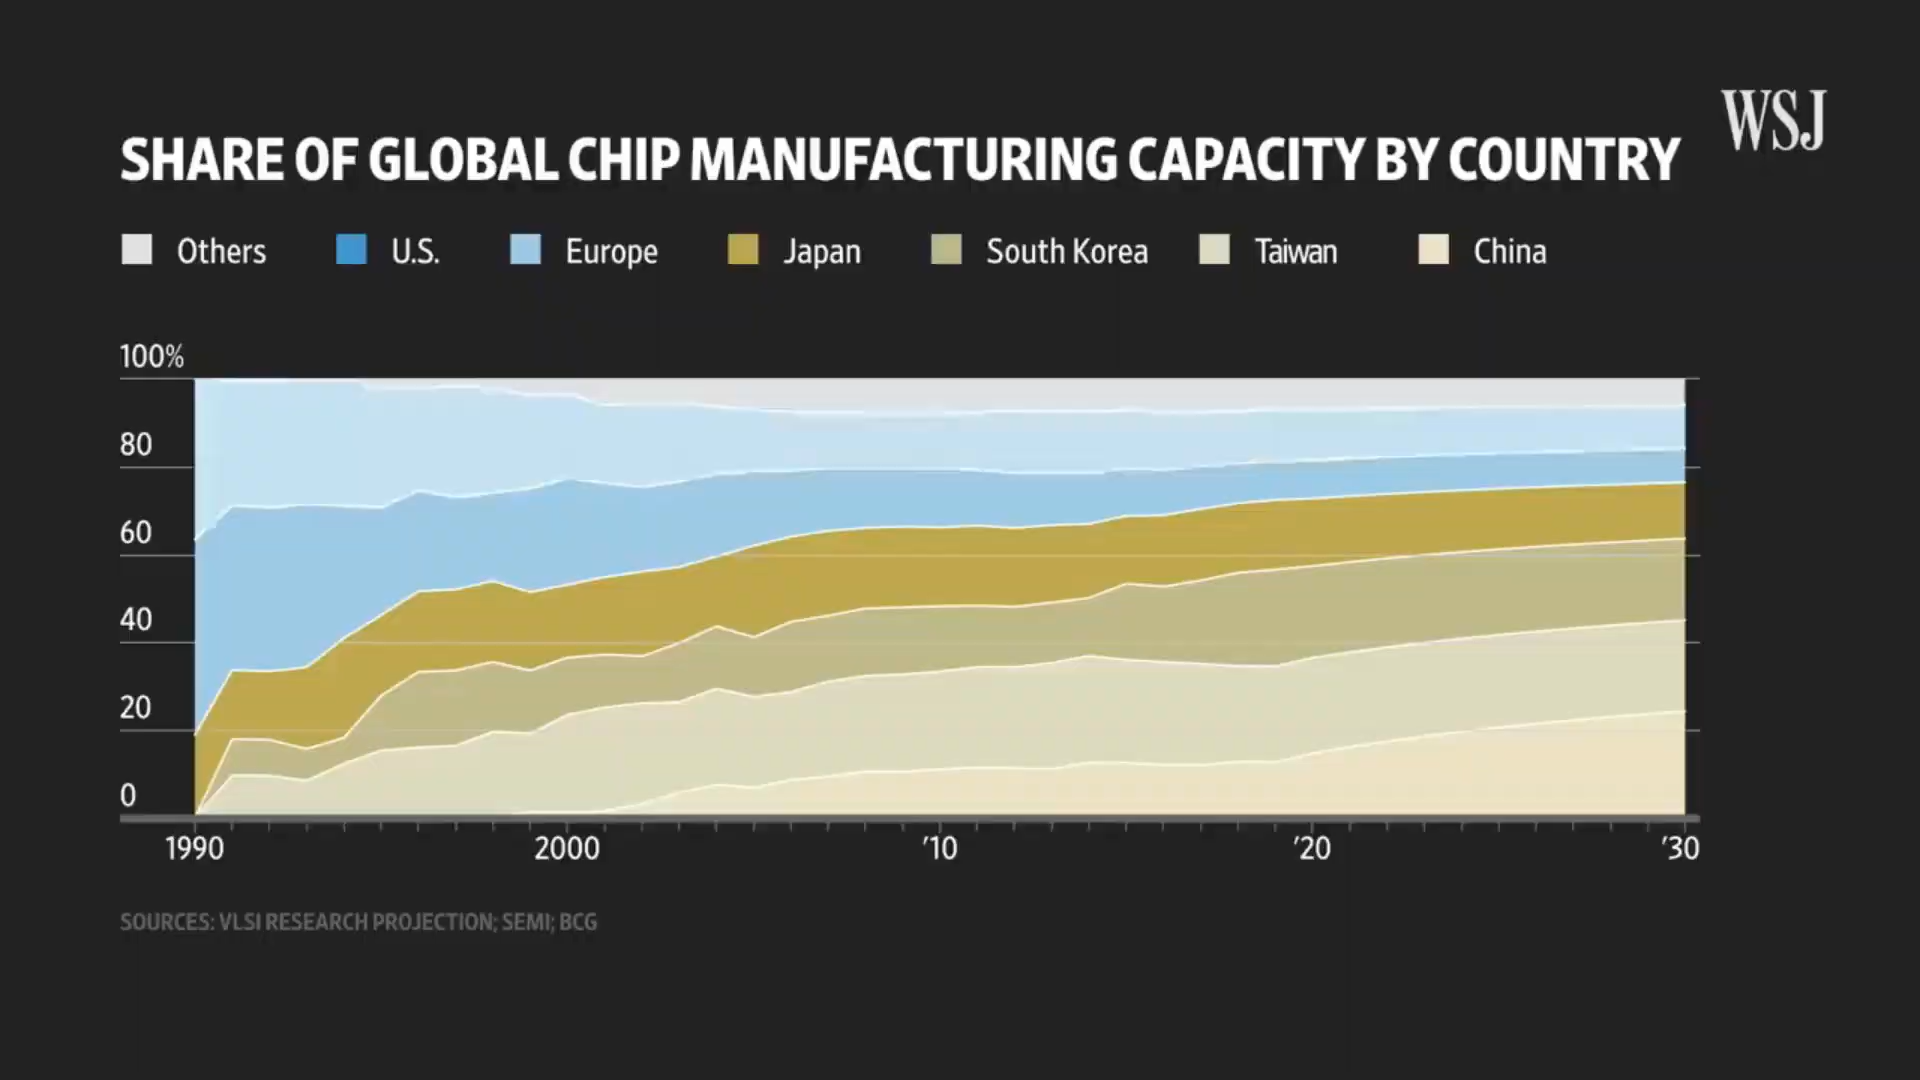 WSJ
SHARE OF GLOBAL CHIP MANUFACTURING CAPACITY BY COUNTRY
Others U.S. Europe Japan South Korea Taiwan China
100%
80
60
40
20
0
1990 2000 '10 '20 '30
SOURCES: VLSI RESEARCH PROJECTION; SEMI; BCG